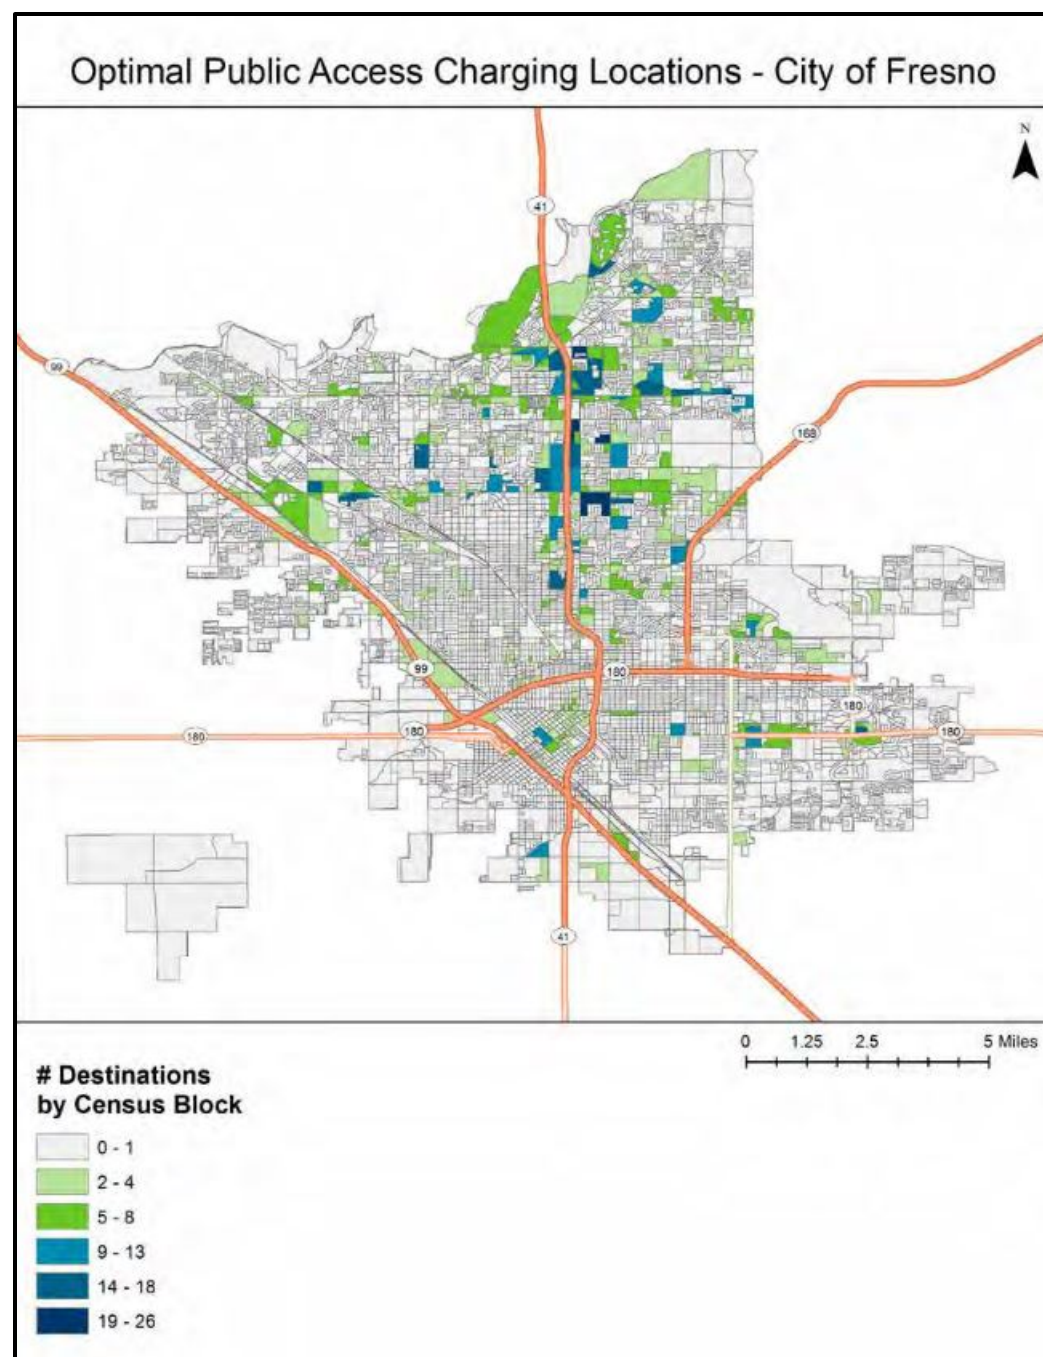 Optimal Public Access Charging Locations - City of Fresno
N
41
99
168
99
180
180
180
180
180
41
0 1.25 2.5 5 Miles
# Destinations
by Census Block
0 - 1
2 - 4
5 - 8
9 - 13
14 - 18
19 - 26